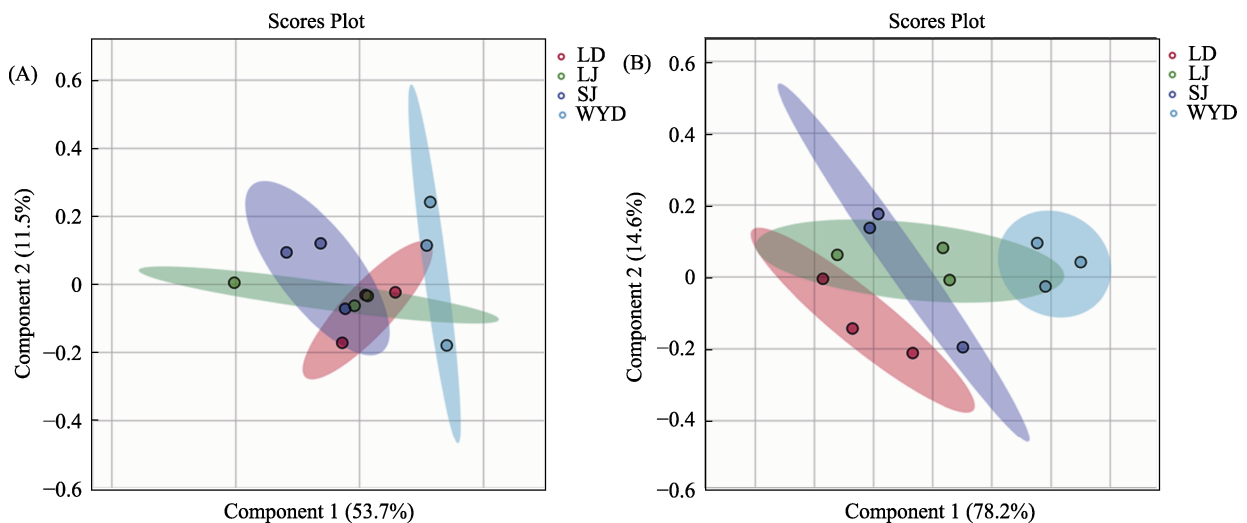 Scores Plot
(A)
0.6
0.4
0.2
0
−0.2
−0.4
−0.6
Component 2 (11.5%)
Component 1 (53.7%)
LD
LJ
SJ
WYD
Scores Plot
(B)
0.6
0.4
0.2
0
−0.2
−0.4
−0.6
Component 2 (14.6%)
Component 1 (78.2%)
LD
LJ
SJ
WYD